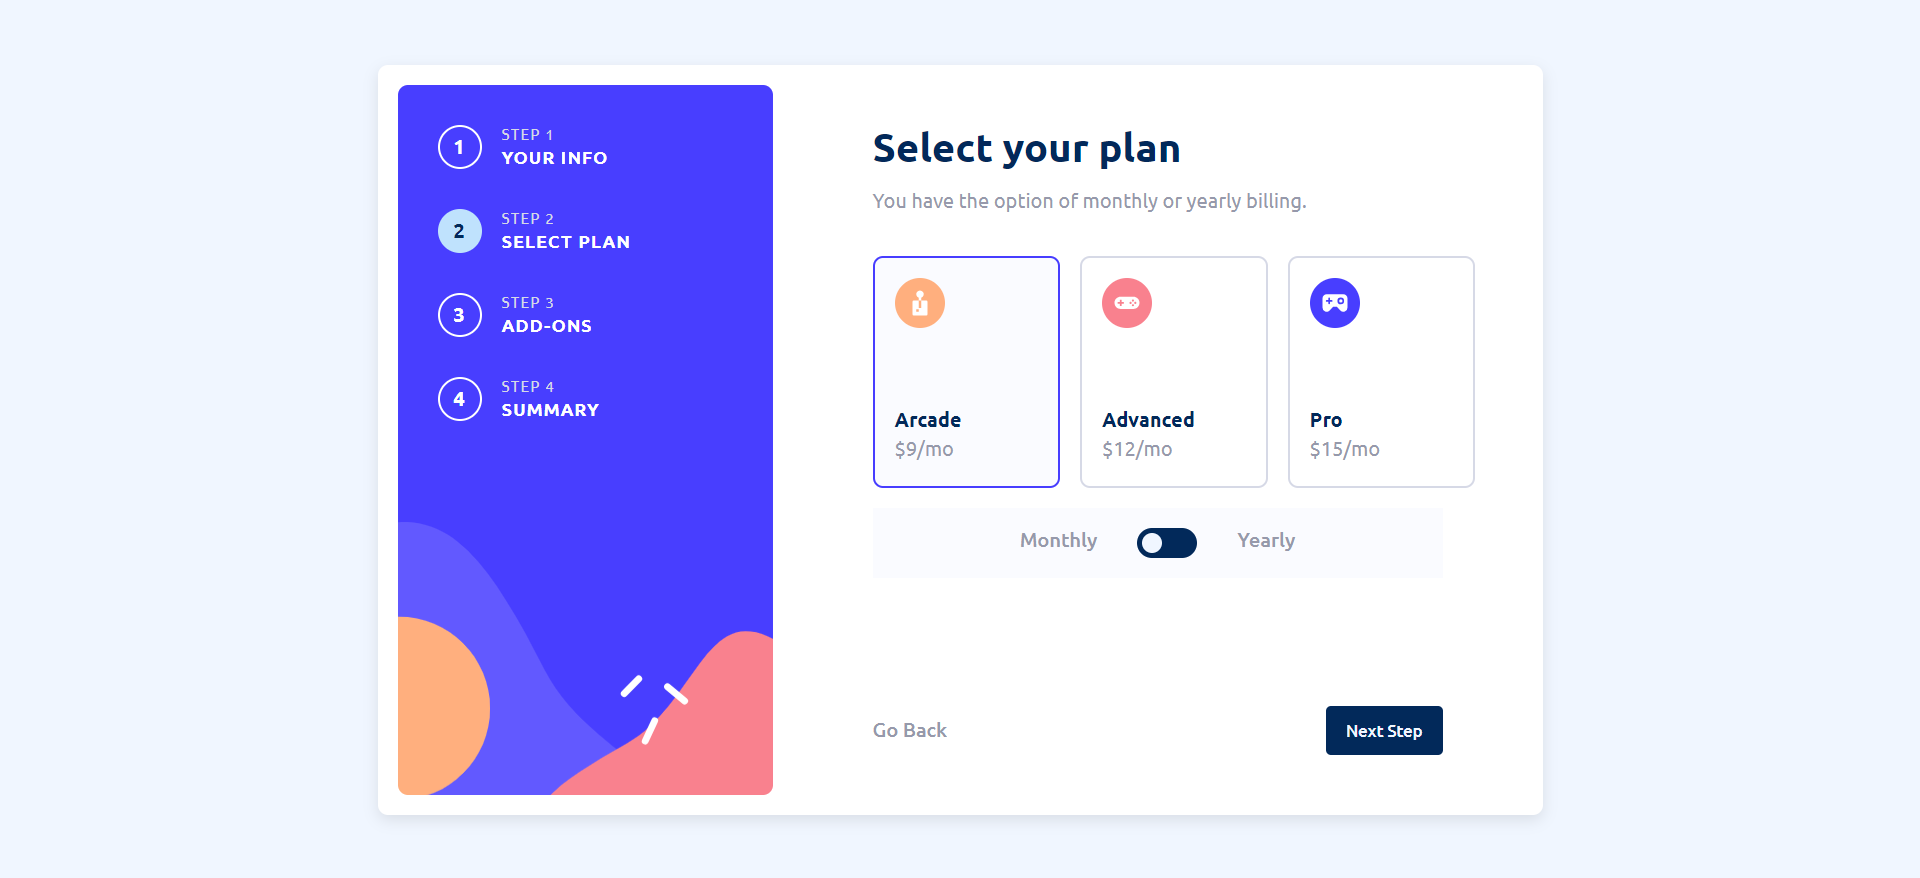 1
STEP 1
YOUR INFO
2
STEP 2
SELECT PLAN
3
STEP 3
ADD-ONS
4
STEP 4
SUMMARY
Select your plan
You have the option of monthly or yearly billing.
Arcade
$9/mo
Advanced
$12/mo
Pro
$15/mo
Monthly
Yearly
Go Back
Next Step